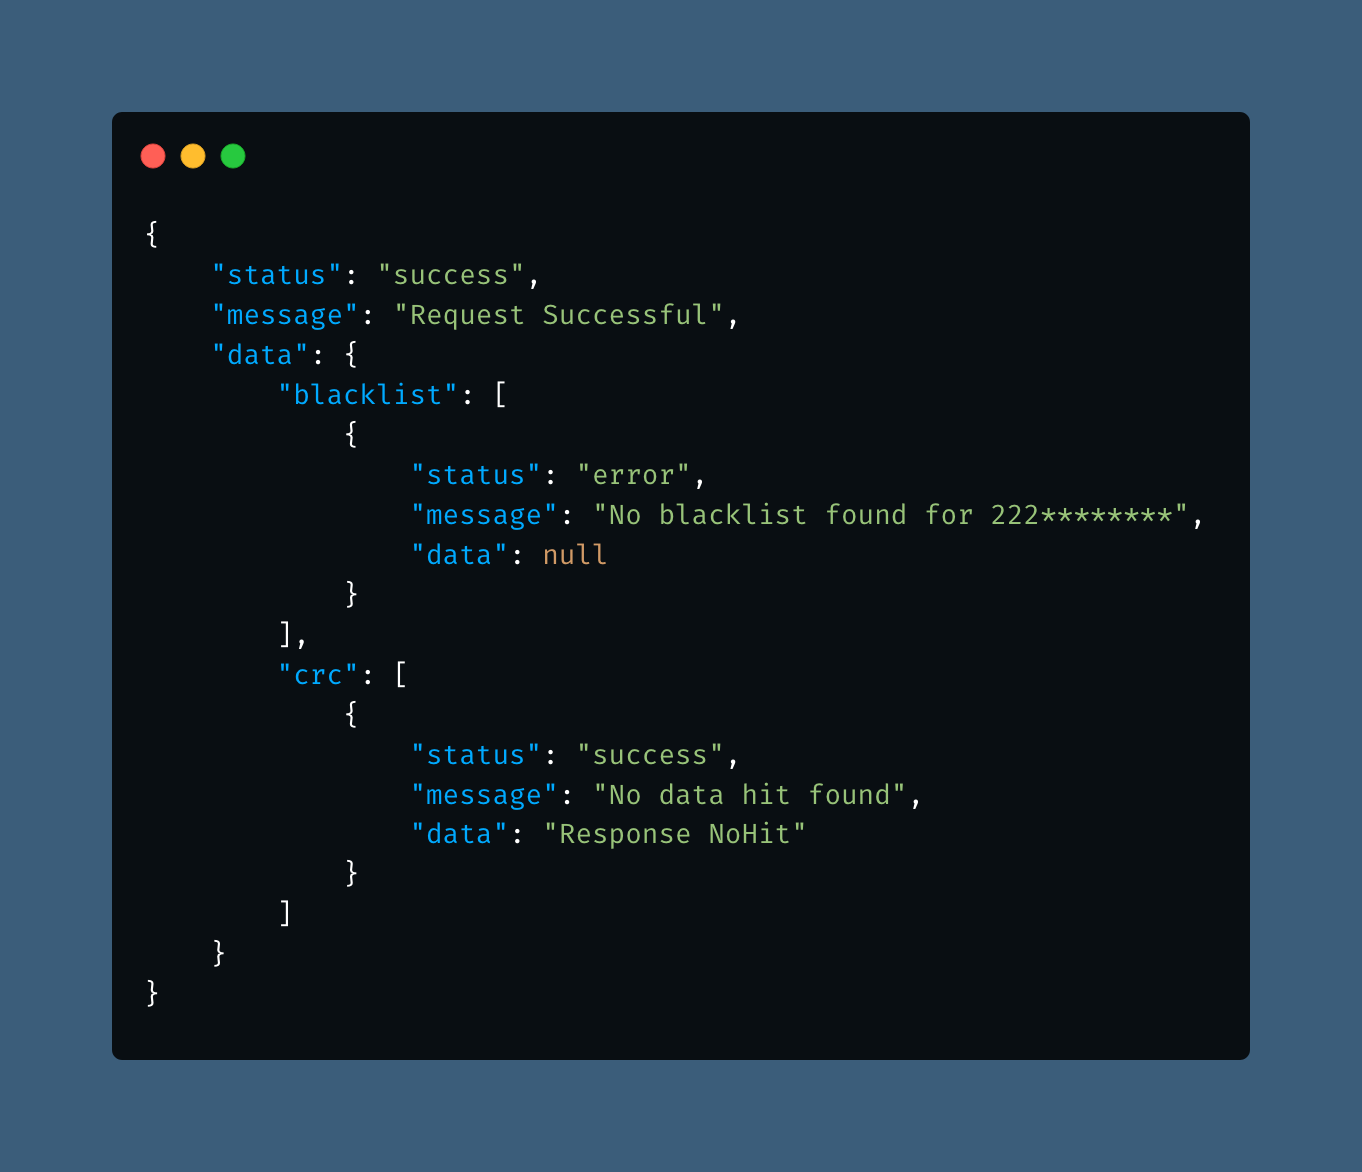 {
    "status": "success",
    "message": "Request Successful",
    "data": {
        "blacklist": [
            {
                "status": "error",
                "message": "No blacklist found for 222********",
                "data": null
            }
        ],
        "crc": [
            {
                "status": "success",
                "message": "No data hit found",
                "data": "Response NoHit"
            }
        ]
    }
}